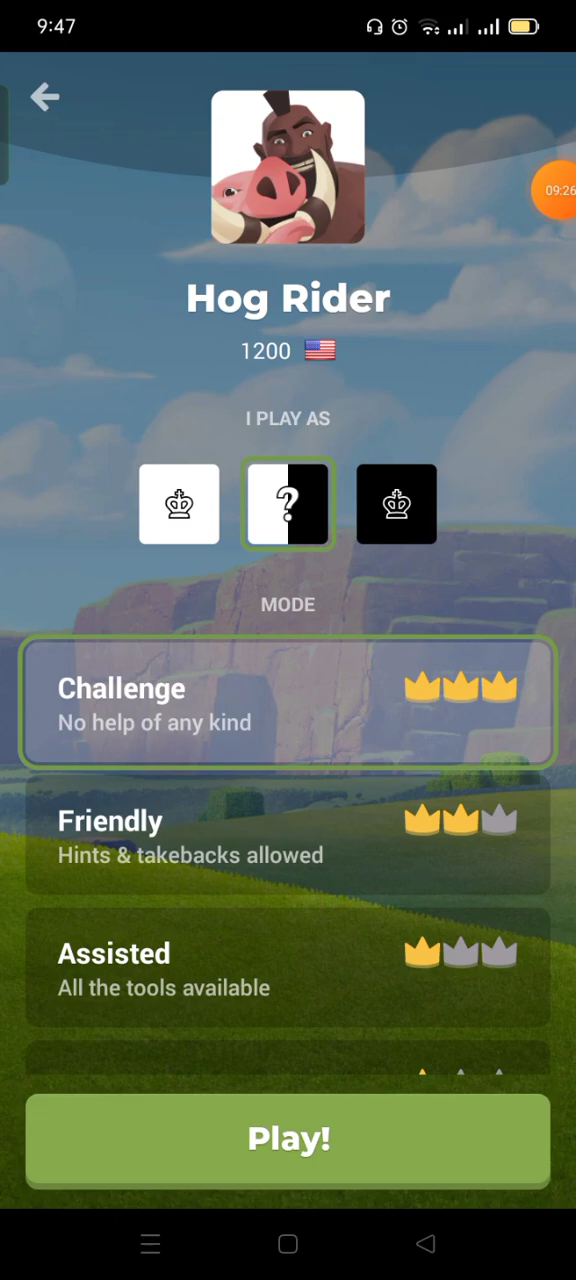 9:47
09:26
Hog Rider
1200
I PLAY AS
?
MODE
Challenge
No help of any kind
Friendly
Hints & takebacks allowed
Assisted
All the tools available
Play!